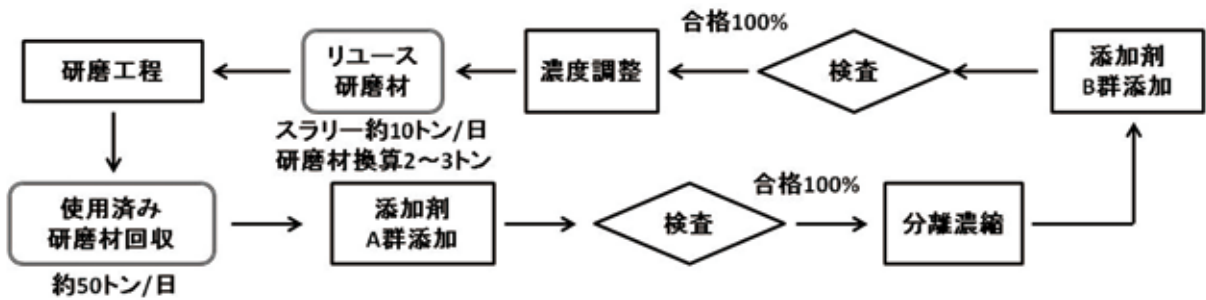 合格100%
研磨工程
リユース
研磨材
濃度調整
検査
添加剤
B群添加
スラリー約10トン/日
研磨材換算2～3トン
使用済み
研磨材回収
添加剤
A群添加
検査
合格100%
分離濃縮
約50トン/日